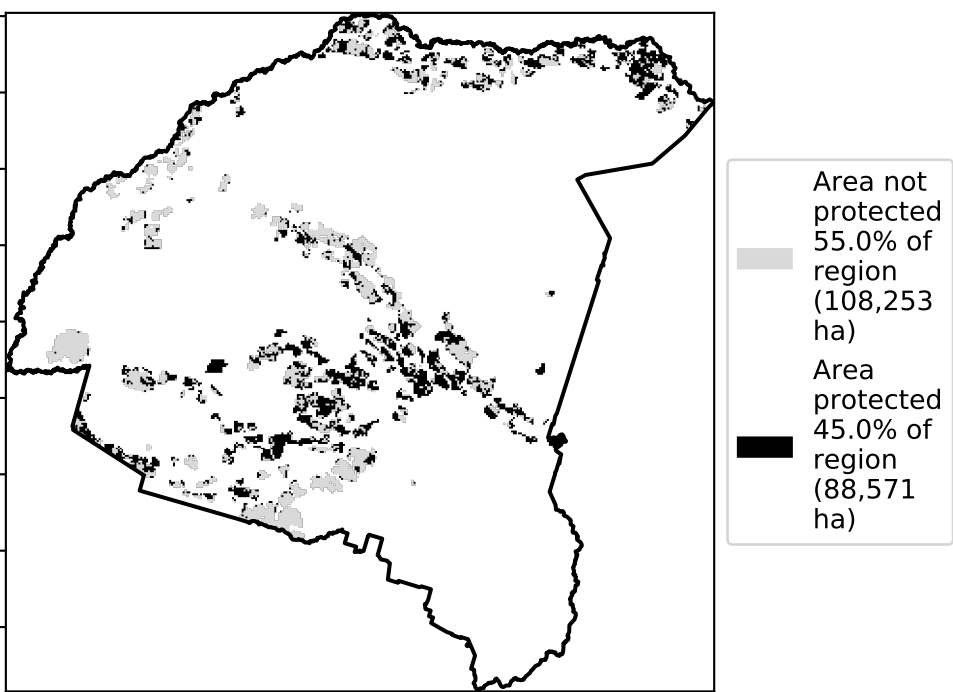 Area not
protected
55.0% of
region
(108,253
ha)
Area
protected
45.0% of
region
(88,571
ha)